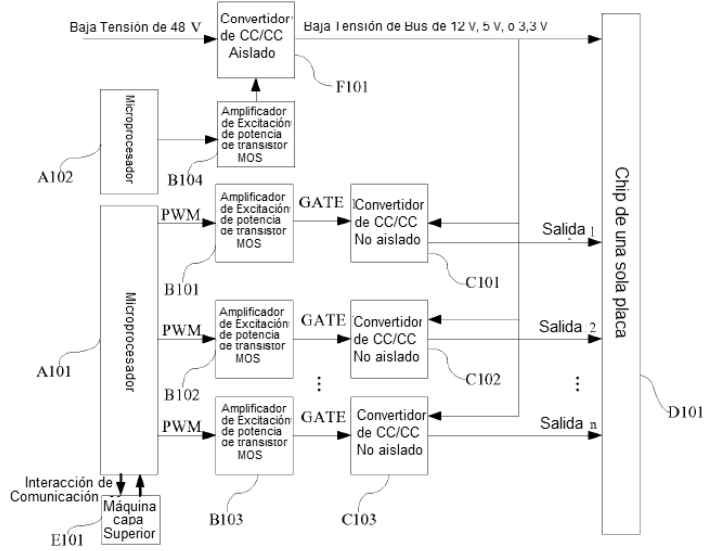 Baja Tensión de 48 V
Convertidor
de CC/CC
Aislado
Baja Tensión de Bus de 12 V, 5 V, o 3,3 V
F101
Microprocesador
A102
Amplificador
de Excitación
de potencia
de transistor
MOS
B104
PWM
Amplificador
de Excitación
de potencia
de transistor
MOS
B101
GATE
Convertidor
de CC/CC
No aislado
C101
Salida 1
Microprocesador
A101
PWM
Amplificador
de Excitación
de potencia
de transistor
MOS
B102
GATE
Convertidor
de CC/CC
No aislado
C102
Salida 2
PWM
Amplificador
de Excitación
de potencia
de transistor
MOS
B103
GATE
Convertidor
de CC/CC
No aislado
C103
Salida n
Chip de una sola placa
D101
Interacción de
Comunicación
Máquina
capa
Superior
E101